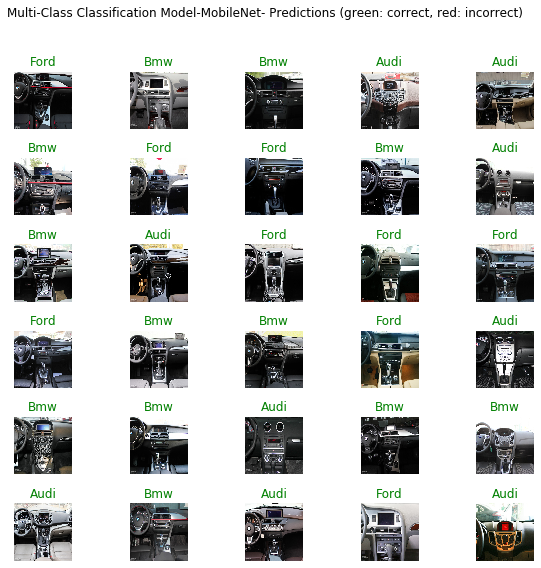 Multi-Class Classification Model-MobileNet- Predictions (green: correct, red: incorrect)
Ford Bmw Bmw Audi Audi
Bmw Ford Ford Bmw Audi
Bmw Audi Ford Ford Ford
Ford Bmw Bmw Ford Audi
Bmw Bmw Audi Bmw Bmw
Audi Bmw Audi Ford Audi